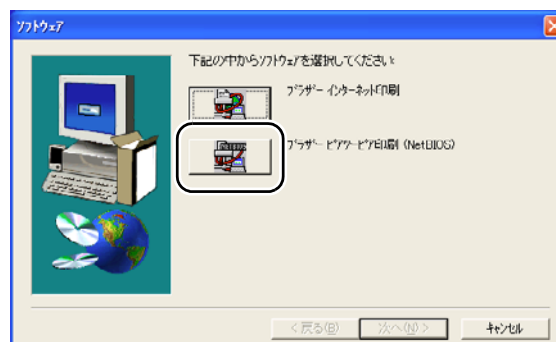 ソフトウェア
下記の中からソフトウェアを選択してください
ブラザー インターネット印刷
ブラザー ピアツーピア印刷 (NetBIOS)
< 戻る(B)
次へ(N) >
キャンセル